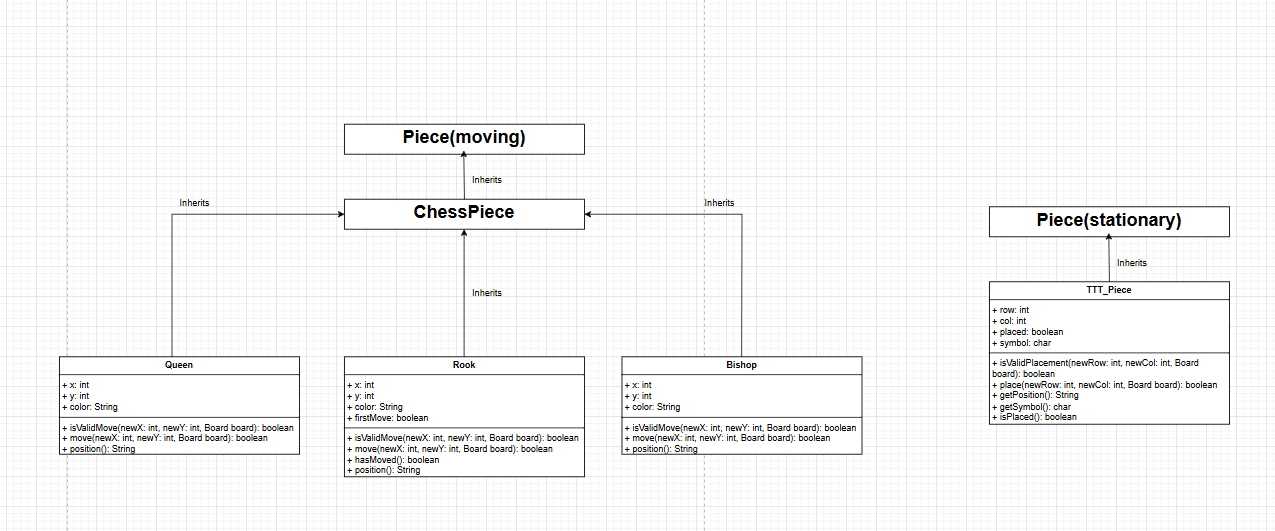 Piece(moving)
Inherits
ChessPiece
Inherits
Inherits
Inherits
Queen
+ x: int
+ y: int
+ color: String
+ isValidMove(newX: int, newY: int, Board board): boolean
+ move(newX: int, newY: int, Board board): boolean
+ position(): String
Rook
+ x: int
+ y: int
+ color: String
+ firstMove: boolean
+ isValidMove(newX: int, newY: int, Board board): boolean
+ move(newX: int, newY: int, Board board): boolean
+ hasMoved(): boolean
+ position(): String
Bishop
+ x: int
+ y: int
+ color: String
+ isValidMove(newX: int, newY: int, Board board): boolean
+ move(newX: int, newY: int, Board board): boolean
+ position(): String
Piece(stationary)
Inherits
TTT_Piece
+ row: int
+ col: int
+ placed: boolean
+ symbol: char
+ isValidPlacement(newRow: int, newCol: int, Board
board): boolean
+ place(newRow: int, newCol: int, Board board): boolean
+ getPosition(): String
+ getSymbol(): char
+ isPlaced(): boolean